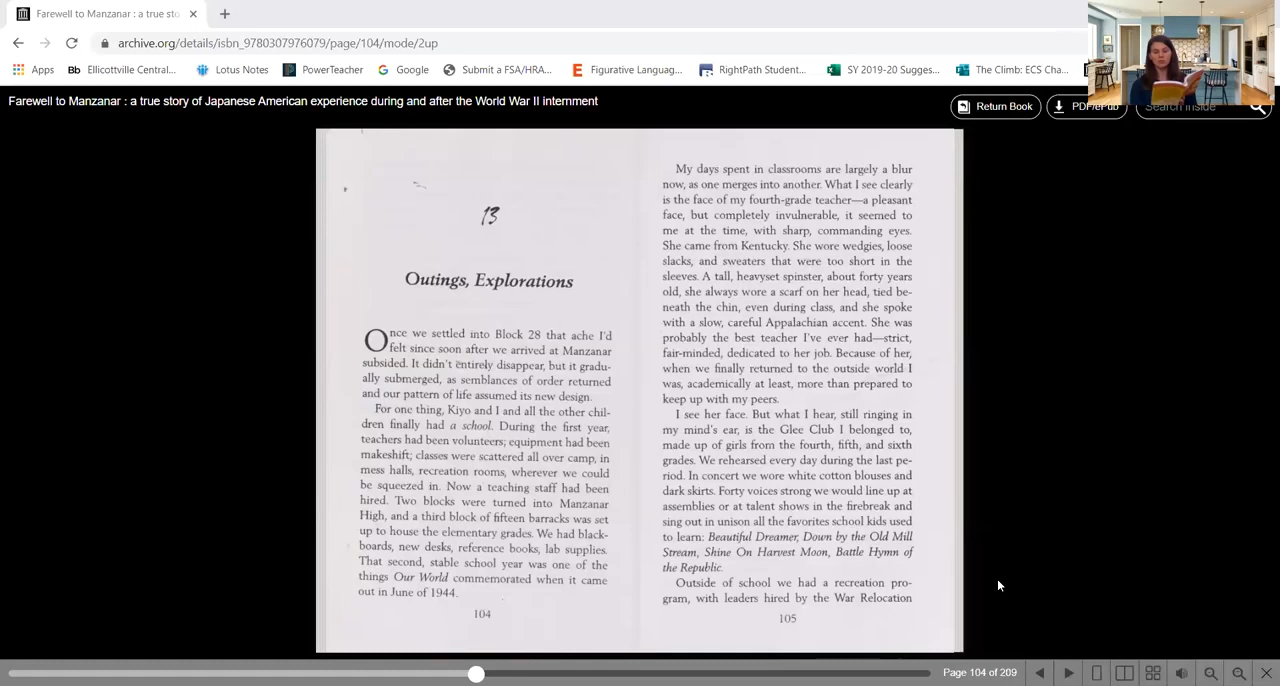 Farewell to Manzanar : a true sto
archive.org/details/isbn_9780307976079/page/104/mode/2up
Apps
Bb
Ellicottville Central...
Lotus Notes
PowerTeacher
Google
Submit a FSA/HRA...
Figurative Languag...
RightPath Student...
SY 2019-20 Sugges...
The Climb: ECS Cha...
Farewell to Manzanar : a true story of Japanese American experience during and after the World War II internment
Return Book
PDF/ePub
Search inside
13
Outings, Explorations
Once we settled into Block 28 that ache I'd
felt since soon after we arrived at Manzanar
subsided. It didn't entirely disappear, but it gradu-
ally submerged, as semblances of order returned
and our pattern of life assumed its new design.
For one thing, Kiyo and I and all the other chil-
dren finally had a school. During the first year,
teachers had been volunteers; equipment had been
makeshift; classes were scattered all over camp, in
mess halls, recreation rooms, wherever we could
be squeezed in. Now a teaching staff had been
hired. Two blocks were turned into Manzanar
High, and a third block of fifteen barracks was set
up to house the elementary grades. We had black-
boards, new desks, reference books, lab supplies.
That second, stable school year was one of the
things Our World commemorated when it came
out in June of 1944.
104
My days spent in classrooms are largely a blur
now, as one merges into another. What I see clearly
is the face of my fourth-grade teacher—a pleasant
face, but completely invulnerable, it seemed to
me at the time, with sharp, commanding eyes.
She came from Kentucky. She wore wedgies, loose
slacks, and sweaters that were too short in the
sleeves. A tall, heavyset spinster, about forty years
old, she always wore a scarf on her head, tied be-
neath the chin, even during class, and she spoke
with a slow, careful Appalachian accent. She was
probably the best teacher I've ever had—strict,
fair-minded, dedicated to her job. Because of her,
when we finally returned to the outside world I
was, academically at least, more than prepared to
keep up with my peers.
I see her face. But what I hear, still ringing in
my mind's ear, is the Glee Club I belonged to,
made up of girls from the fourth, fifth, and sixth
grades. We rehearsed every day during the last pe-
riod. In concert we wore white cotton blouses and
dark skirts. Forty voices strong we would line up at
assemblies or at talent shows in the firebreak and
sing out in unison all the favorites school kids used
to learn: Beautiful Dreamer, Down by the Old Mill
Stream, Shine On Harvest Moon, Battle Hymn of
the Republic.
Outside of school we had a recreation pro-
gram, with leaders hired by the War Relocation
105
Page 104 of 209